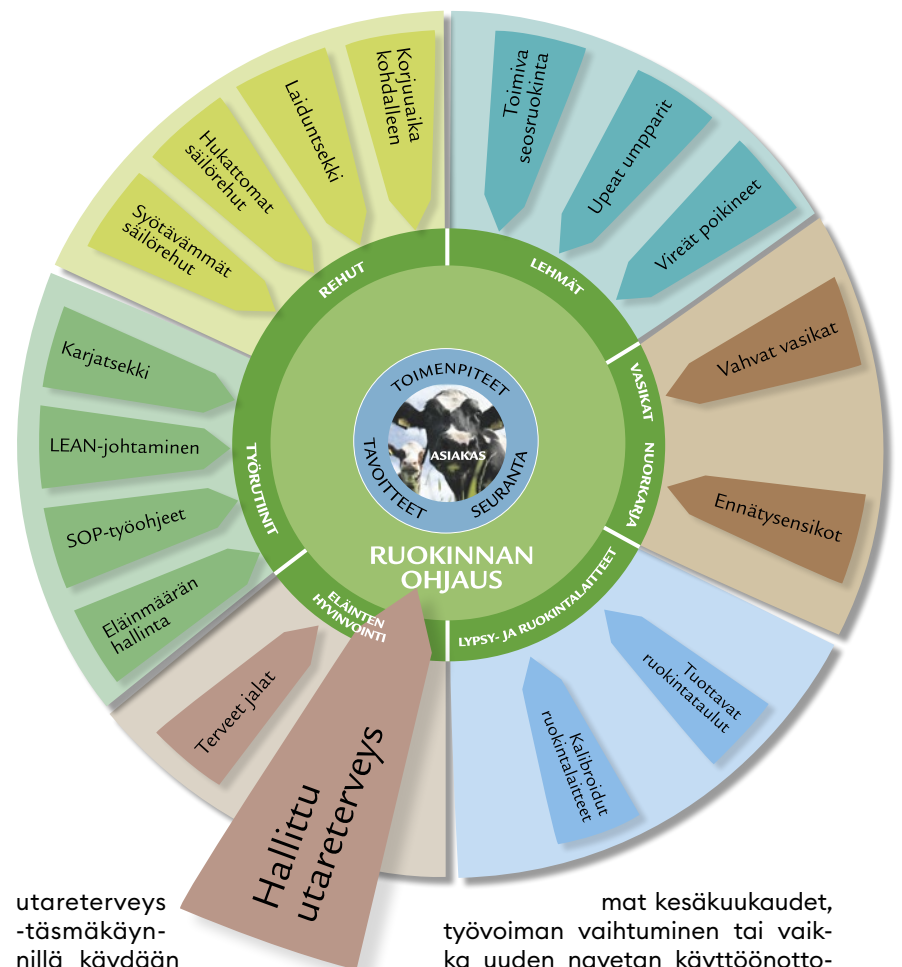 Korjuuaika
kohdalleen
Laiduntsekki
Hukattomat
säilörehut
Syötävämmät
säilörehut
REHUT
Toimiva
seosruokinta
Upeat umpparit
Vireät poikineet
LEHMÄT
Vahvat vasikat
Ennätysensikot
VASIKAT
NUORKARJA
Karjatsekki
LEAN-johtaminen
SOP-työohjeet
Eläinmäärän
hallinta
TYÖRUTIINIT
TOIMENPITEET
TAVOITTEET
SEURANTA
ASIAKAS
RUOKINNAN
OHJAUS
ELÄINTEN
HYVINVOINTI
LYPSY- JA RUOKINTALAITTEET
Terveet jalat
Hallittu
utareterveys
Kalibroidut
ruokintalaitteet
Tuottavat
ruokintataulut
utareterveys
-täsmäkäyn-
nillä käydään
mat kesäkuukaudet,
työvoiman vaihtuminen tai vaik-
ka uuden navetan käyttöönotto-